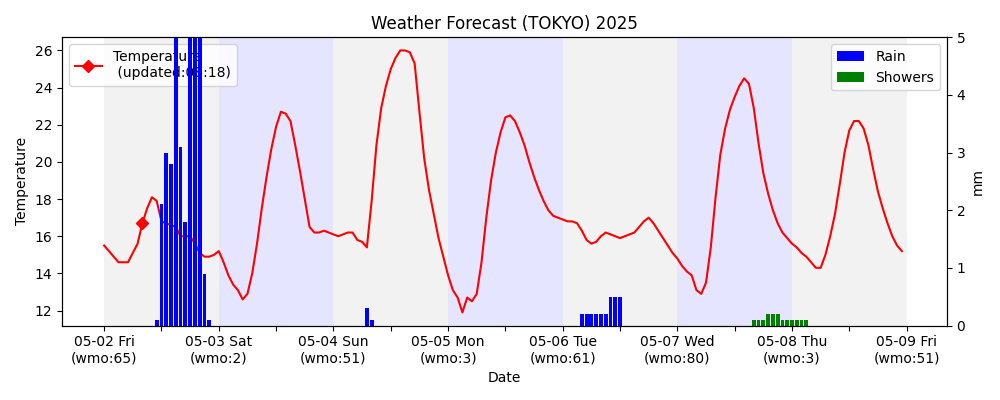 Weather Forecast (TOKYO) 2025
Temperature
(updated:08:18)
Rain
Showers
Temperature
26
24
22
20
18
16
14
12
5
4
3
2
1
0
mm
05-02 Fri
(wmo:65)
05-03 Sat
(wmo:2)
05-04 Sun
(wmo:51)
05-05 Mon
(wmo:3)
05-06 Tue
(wmo:61)
05-07 Wed
(wmo:80)
05-08 Thu
(wmo:3)
05-09 Fri
(wmo:51)
Date